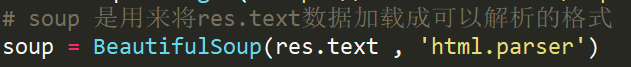 # soup 是用来将res.text数据加载成可以解析的格式
soup = BeautifulSoup(res.text , 'html.parser')